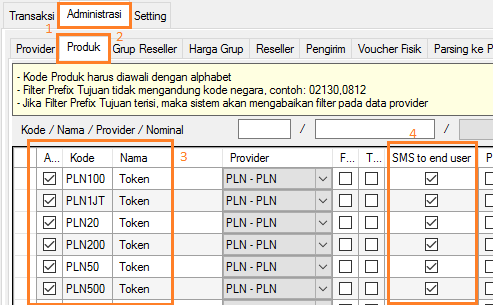 Transaksi Administrasi Setting
1 2
Provider Produk Grup Reseller Harga Grup Reseller Pengirim Voucher Fisik Parsing ke P
- Kode Produk harus diawali dengan alphabet
- Filter Prefix Tujuan tidak mengandung kode negara, contoh: 02130,0812
- Jika Filter Prefix Tujuan terisi, maka sistem akan mengabaikan filter pada data provider
Kode / Nama / Provider / Nominal / /
3 4
A... Kode Nama Provider F... T... SMS to end user P
PLN100 Token PLN - PLN
PLN1JT Token PLN - PLN
PLN20 Token PLN - PLN
PLN200 Token PLN - PLN
PLN50 Token PLN - PLN
PLN500 Token PLN - PLN